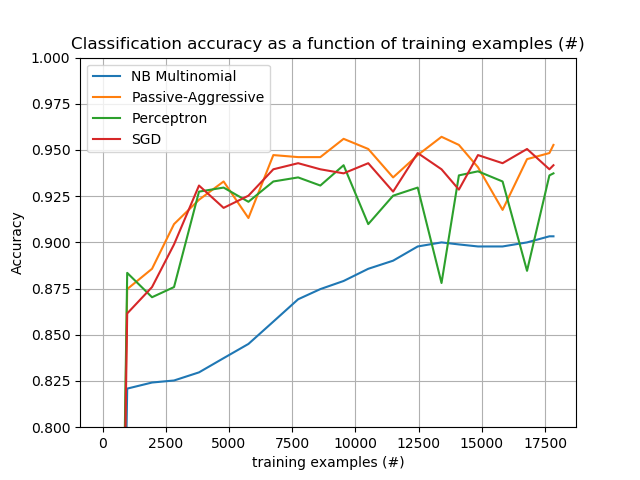 Classification accuracy as a function of training examples (#)
1.000
0.975
0.950
0.925
0.900
0.875
0.850
0.825
0.800
Accuracy
NB Multinomial
Passive-Aggressive
Perceptron
SGD
0 2500 5000 7500 10000 12500 15000 17500
training examples (#)